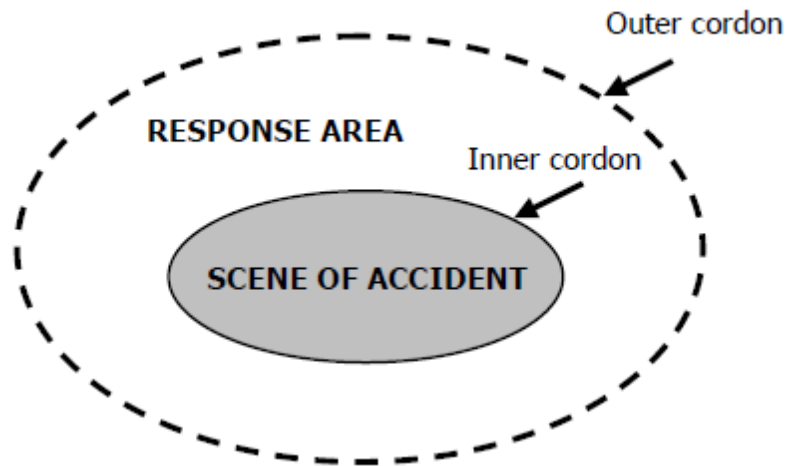 Outer cordon
RESPONSE AREA
Inner cordon
SCENE OF ACCIDENT